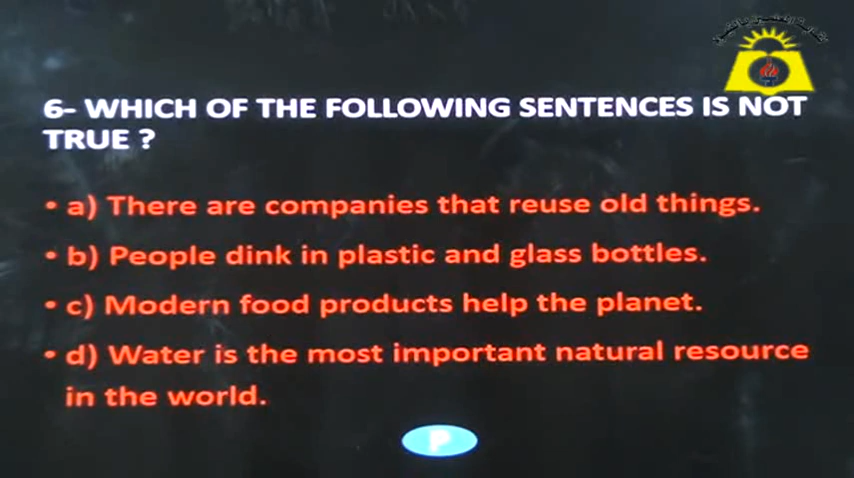 6- WHICH OF THE FOLLOWING SENTENCES IS NOT
TRUE ?
• a) There are companies that reuse old things.
• b) People dink in plastic and glass bottles.
• c) Modern food products help the planet.
• d) Water is the most important natural resource
in the world.
P